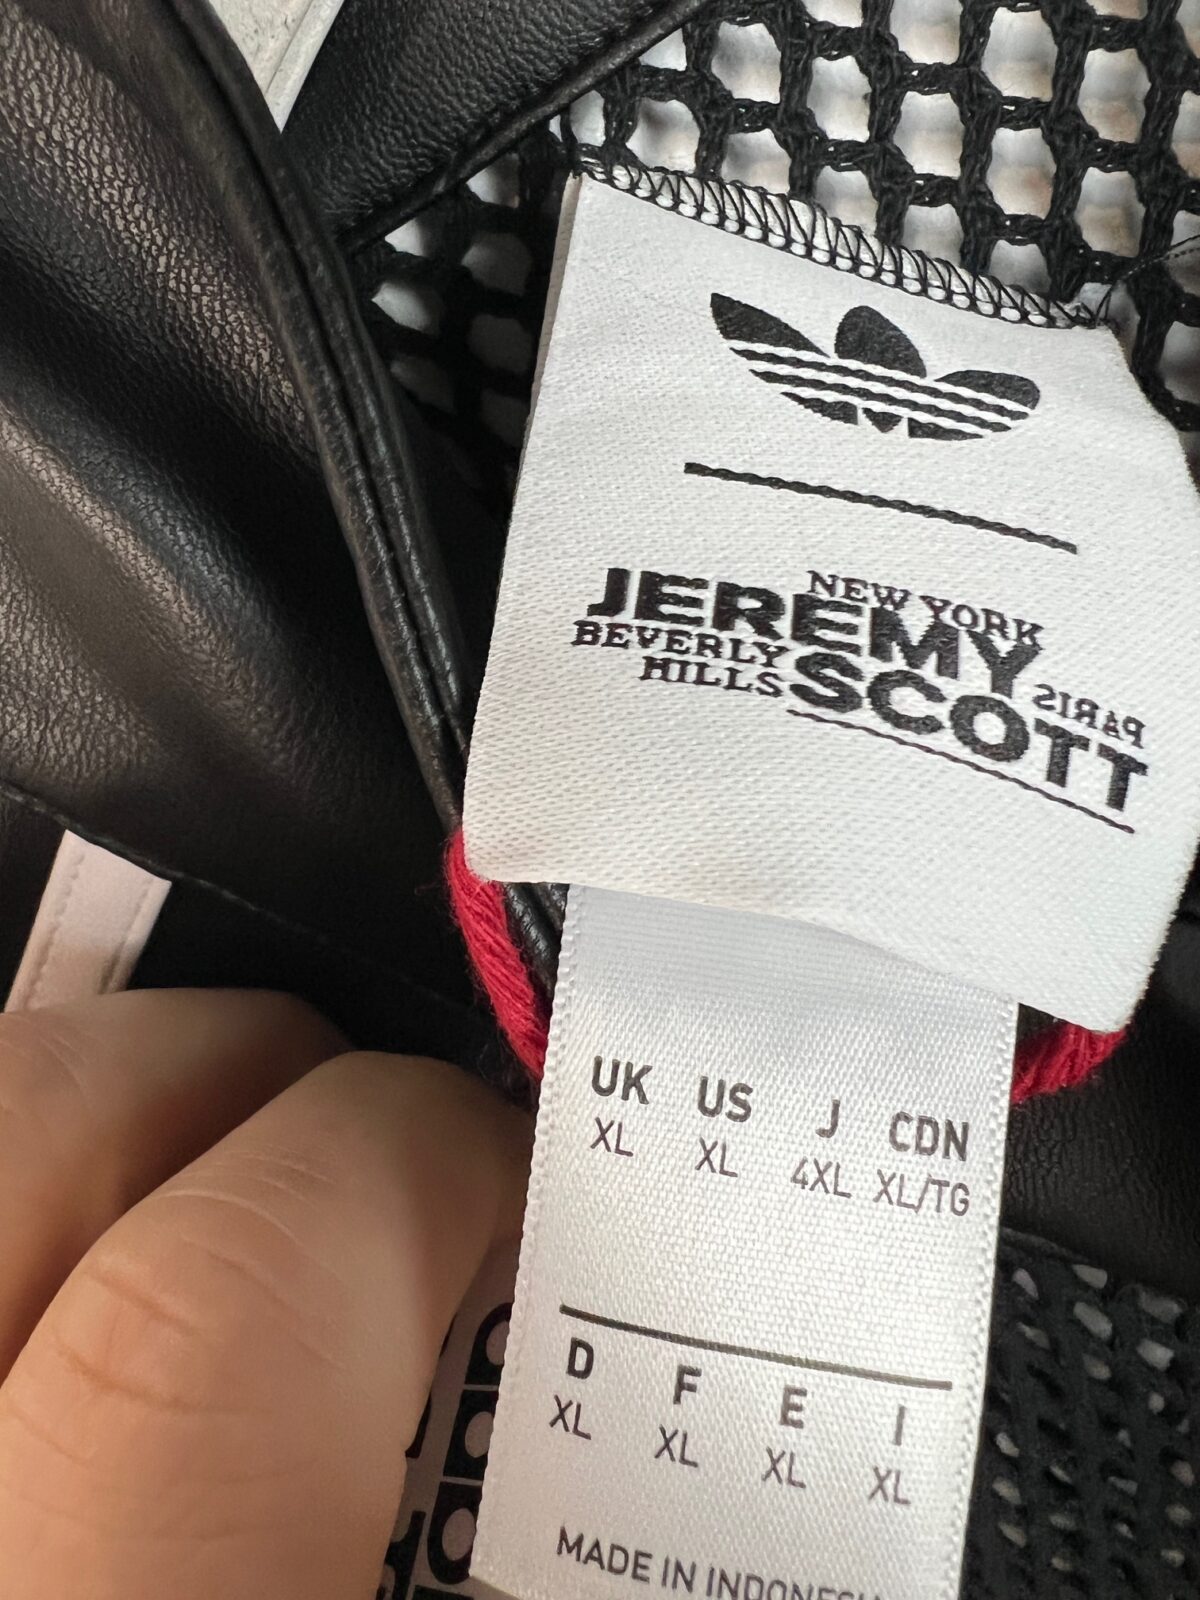 NEW YORK
JEREMY
BEVERLY
HILLS
SCOTT
PARIS
UK US J CDN
XL XL 4XL XL/TG
D F E I
XL XL XL XL
MADE IN